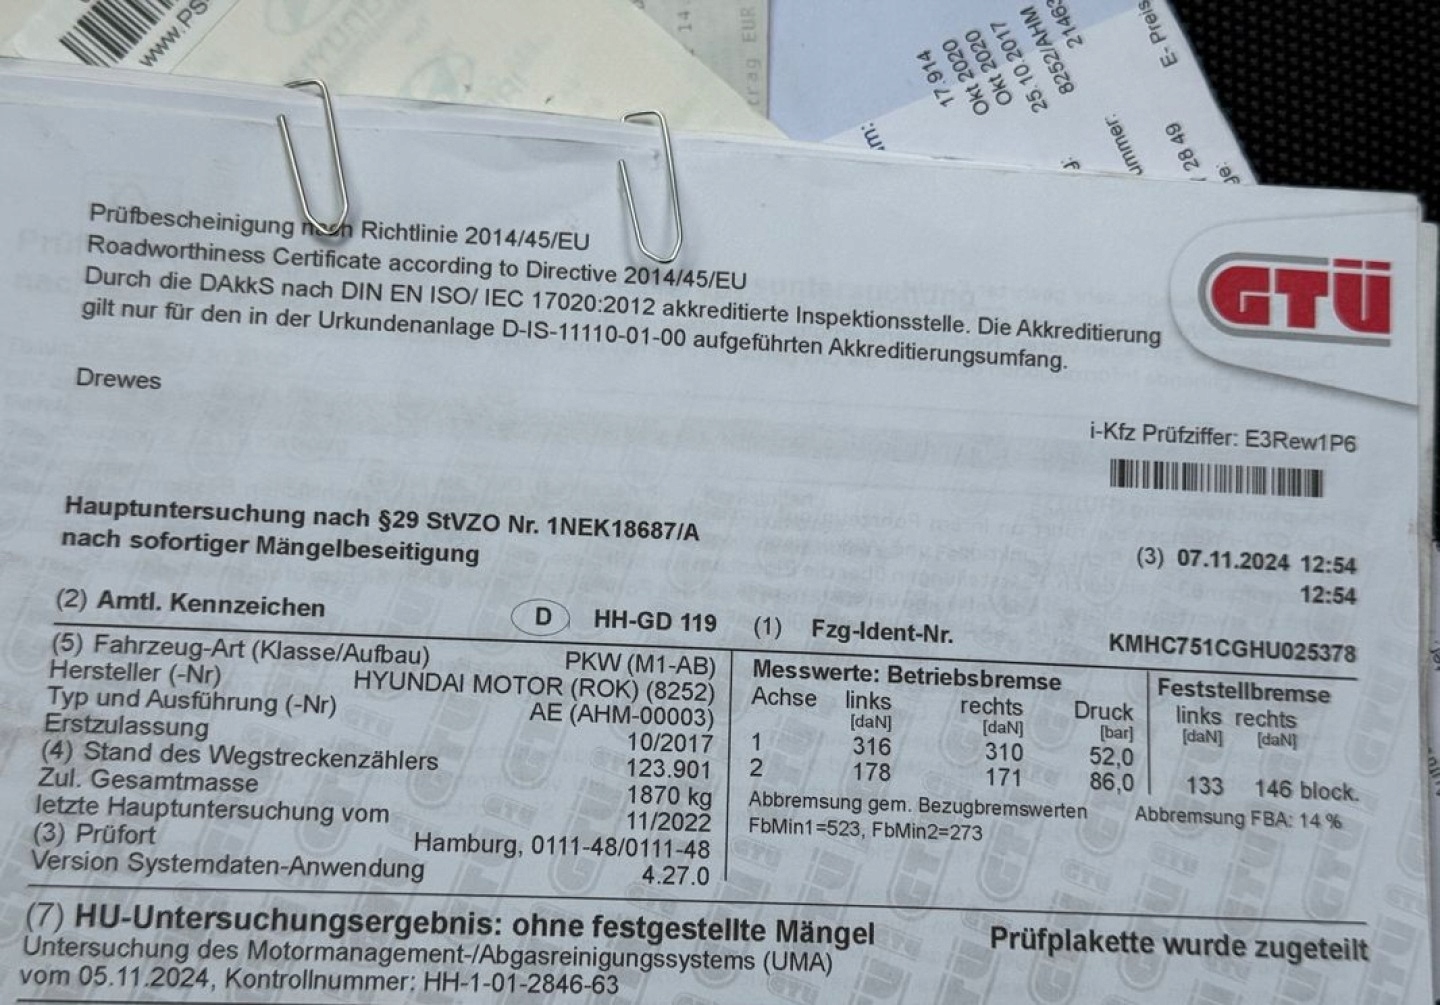 www.PS
trag EUR
14
17.914
Okt 2020
Okt 2020
25.10.2017
8252/AHM
2146
E- Preis
um:
ummer:
28 49
Prüfbescheinigung nach Richtlinie 2014/45/EU
Roadworthiness Certificate according to Directive 2014/45/EU
Durch die DAkkS nach DIN EN ISO/ IEC 17020:2012 akkreditierte Inspektionsstelle. Die Akkreditierung
gilt nur für den in der Urkundenanlage D-IS-11110-01-00 aufgeführten Akkreditierungsumfang.
GTÜ
Drewes
i-Kfz Prüfziffer: E3Rew1P6
Hauptuntersuchung nach §29 StVZO Nr. 1NEK18687/A
nach sofortiger Mängelbeseitigung
(3) 07.11.2024 12:54
12:54
(2) Amtl. Kennzeichen D HH-GD 119 (1) Fzg-Ident-Nr. KMHC751CGHU025378
(5) Fahrzeug-Art (Klasse/Aufbau) PKW (M1-AB)
Hersteller (-Nr) HYUNDAI MOTOR (ROK) (8252)
Typ und Ausführung (-Nr) AE (AHM-00003)
Erstzulassung 10/2017
(4) Stand des Wegstreckenzählers 123.901
Zul. Gesamtmasse 1870 kg
letzte Hauptuntersuchung vom 11/2022
(3) Prüfort Hamburg, 0111-48/0111-48
Version Systemdaten-Anwendung 4.27.0
Messwerte: Betriebsbremse Feststellbremse
Achse links rechts Druck links rechts
[daN] [daN] [bar] [daN] [daN]
1 316 310 52,0
2 178 171 86,0 133 146 block.
Abbremsung gem. Bezugbremswerten Abbremsung FBA: 14 %
FbMin1=523, FbMin2=273
(7) HU-Untersuchungsergebnis: ohne festgestellte Mängel Prüfplakette wurde zugeteilt
Untersuchung des Motormanagement-/Abgasreinigungssystems (UMA)
vom 05.11.2024, Kontrollnummer: HH-1-01-2846-63